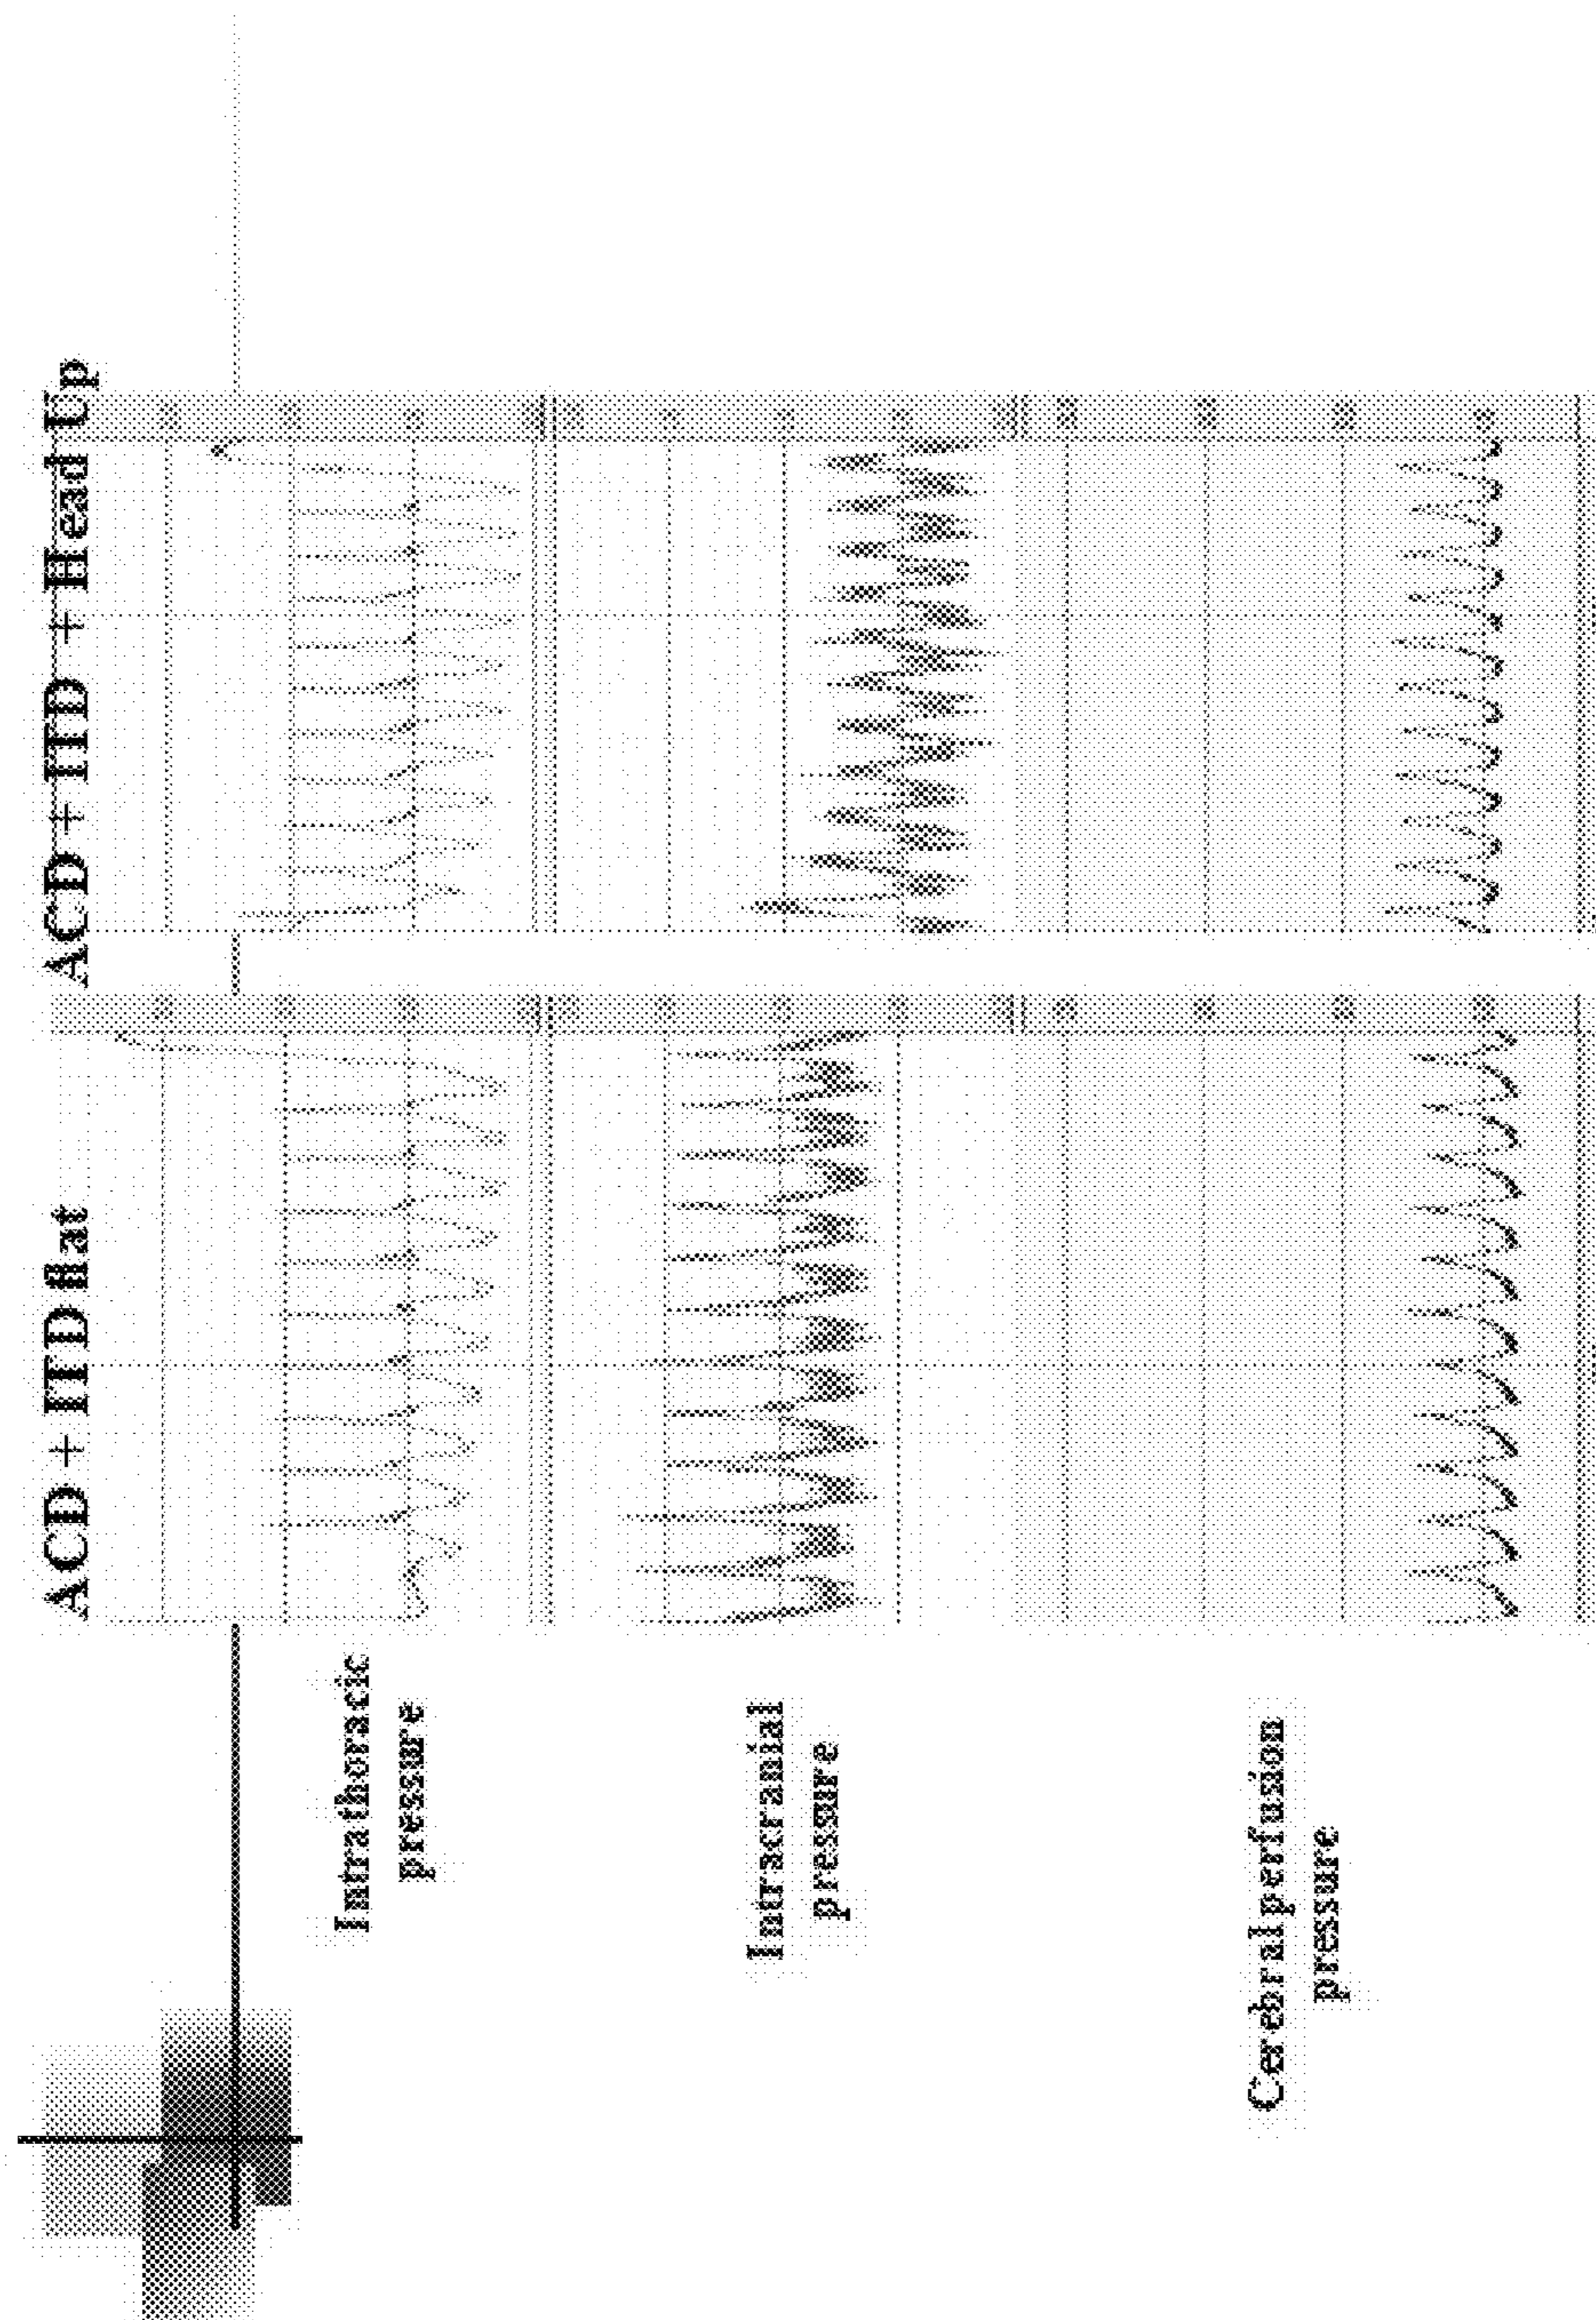 ACD + ITD flat
ACD + ITD + Head Up
Intrathoracic
pressure
Intracranial
pressure
Cerebral perfusion
pressure